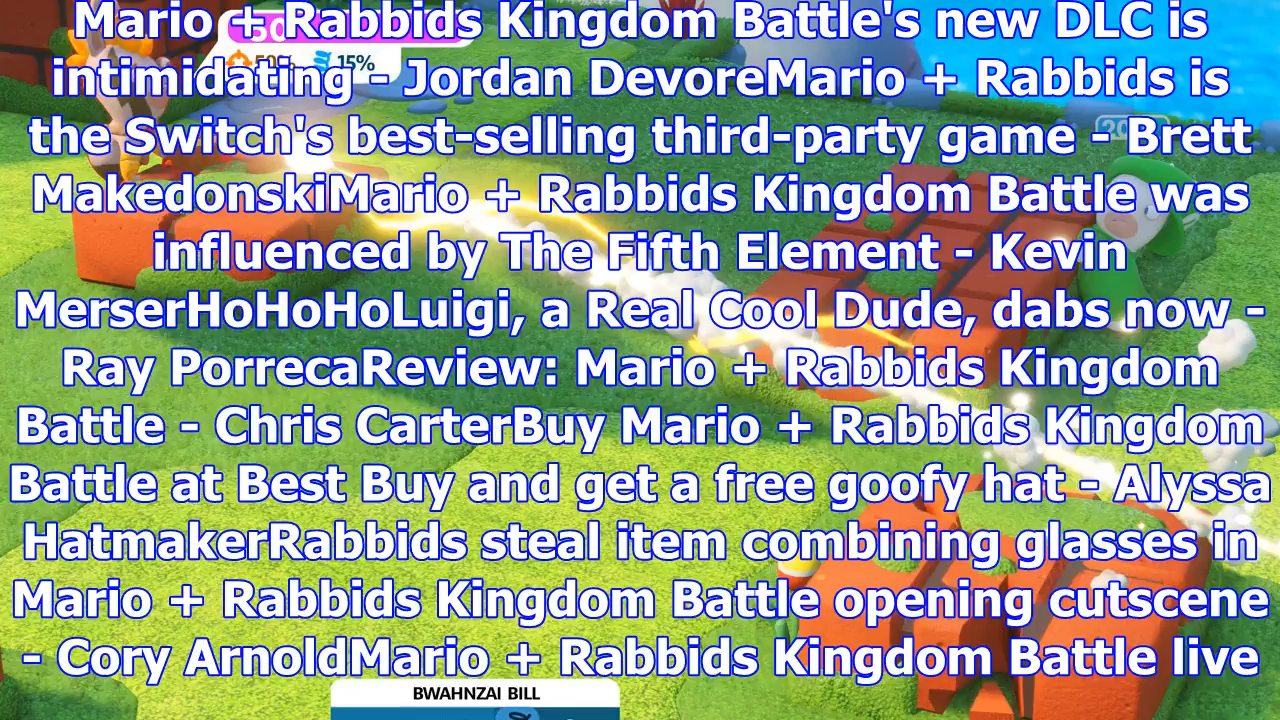 Mario + Rabbids Kingdom Battle's new DLC is
intimidating - Jordan DevoreMario + Rabbids is
the Switch's best-selling third-party game - Brett
MakedonskiMario + Rabbids Kingdom Battle was
influenced by The Fifth Element - Kevin
MerserHoHoHoLuigi, a Real Cool Dude, dabs now -
Ray PorrecaReview: Mario + Rabbids Kingdom
Battle - Chris CarterBuy Mario + Rabbids Kingdom
Battle at Best Buy and get a free goofy hat - Alyssa
HatmakerRabbids steal item combining glasses in
Mario + Rabbids Kingdom Battle opening cutscene
- Cory ArnoldMario + Rabbids Kingdom Battle live
50% 15%
BWAHNZAI BILL